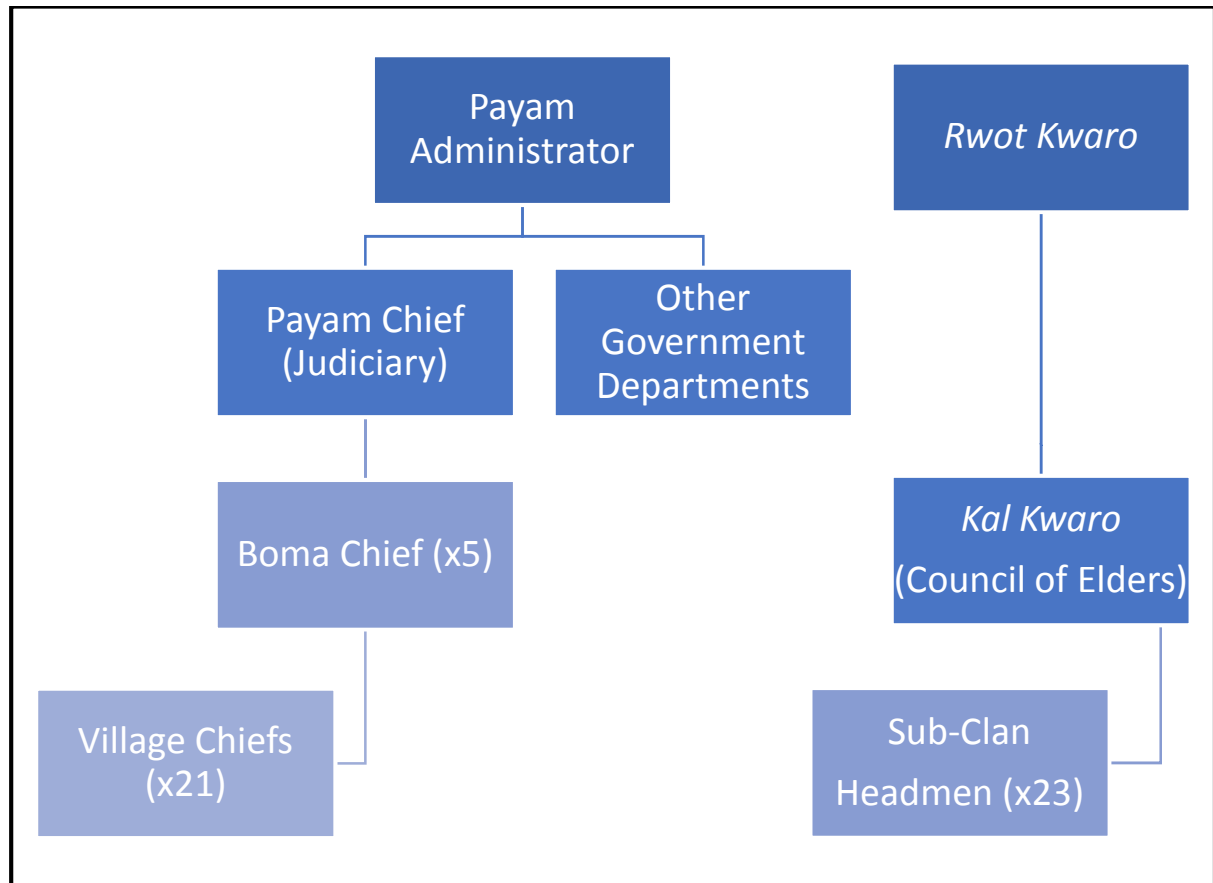 Payam
Administrator
Rwot Kwaro
Payam Chief
(Judiciary)
Other
Government
Departments
Boma Chief (x5)
Kal Kwaro
(Council of Elders)
Village Chiefs
(x21)
Sub-Clan
Headmen (x23)